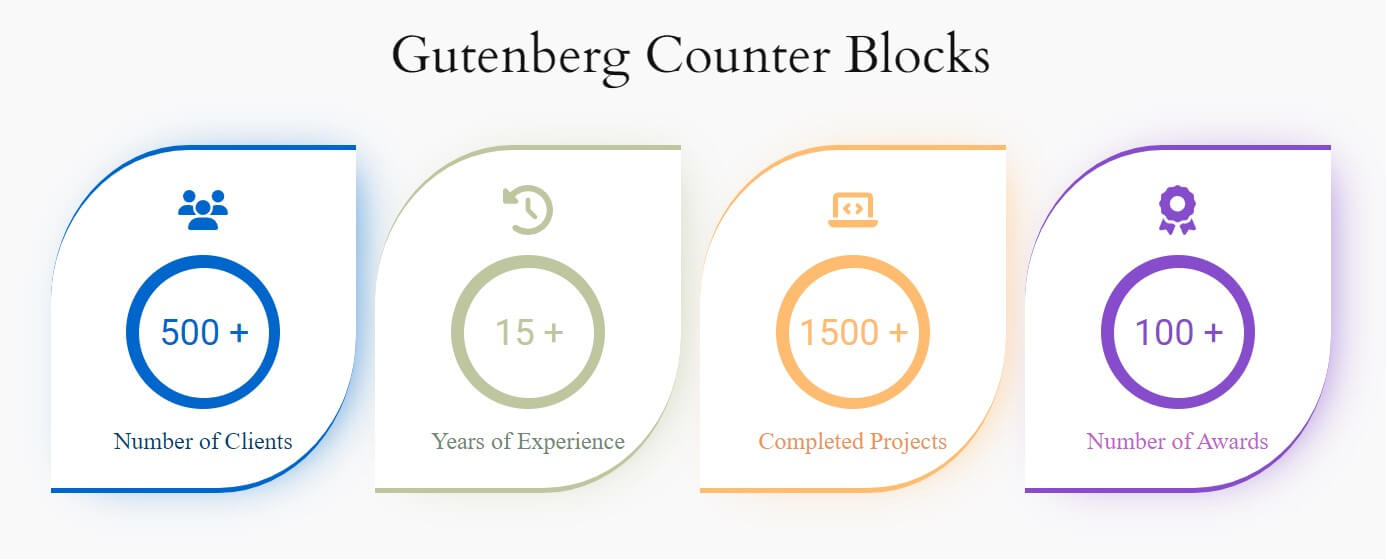 Gutenberg Counter Blocks
500 +
15 +
1500 +
100 +
Number of Clients
Years of Experience
Completed Projects
Number of Awards